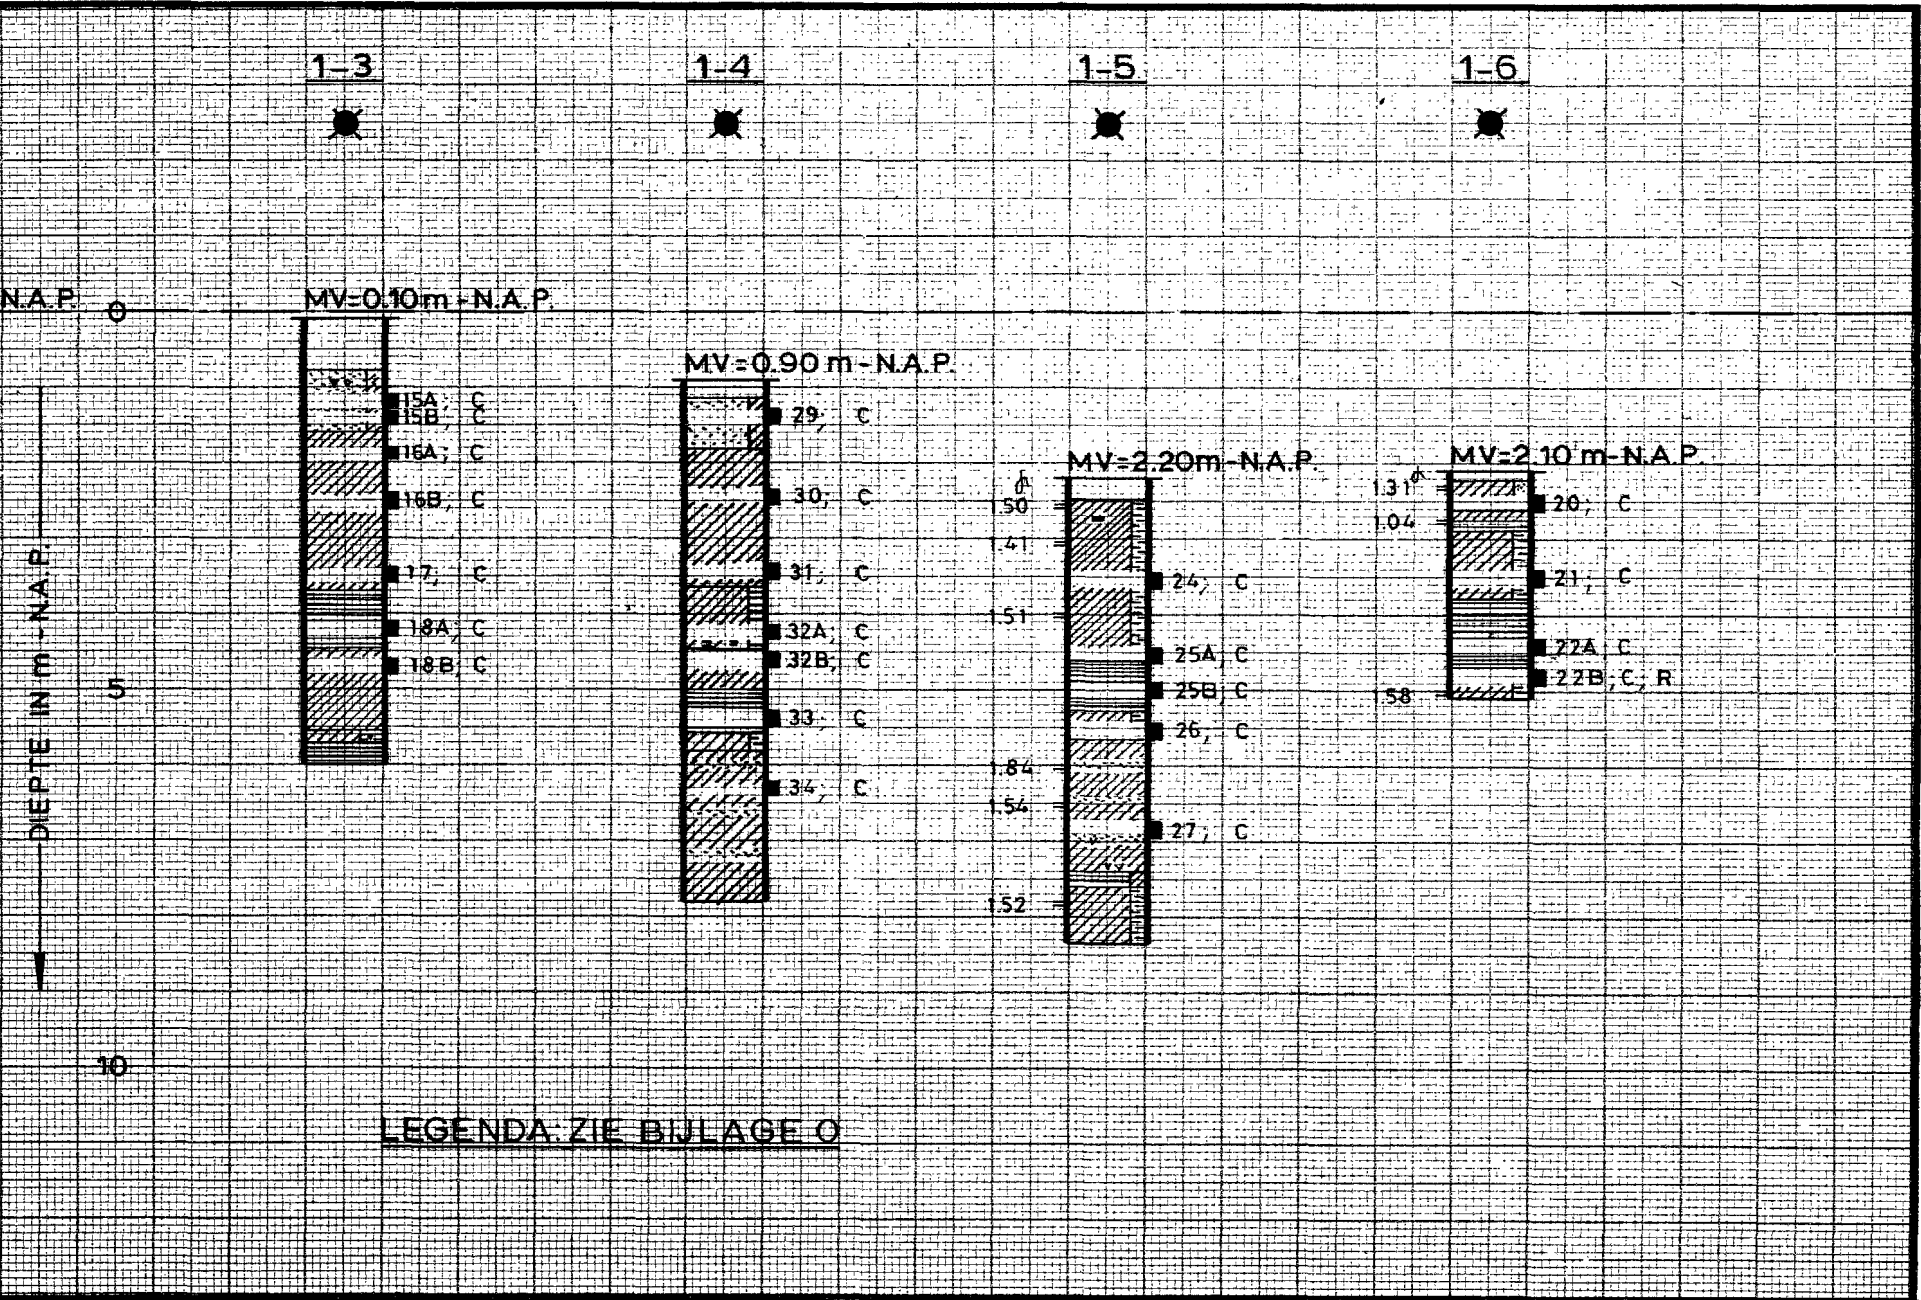 1-3
1-4
1-5
1-6
N.A.P. 0
MV=0.10m-N.A.P.
MV=0.90 m-N.A.P.
MV=2.20m-N.A.P.
MV=2.10 m-N.A.P.
DIEPTE IN m-N.A.P.
5
10
15A; C
15B; C
16A; C
16B; C
17; C
18A; C
18B; C
29; C
30; C
31; C
32A; C
32B; C
33; C
34; C
1.50
1.41
1.51
1.84
1.54
1.52
24; C
25A, C
25B; C
26; C
27; C
1.31
1.04
1.58
20; C
21; C
22A, C
22B; C; R
LEGENDA: ZIE BIJLAGE O